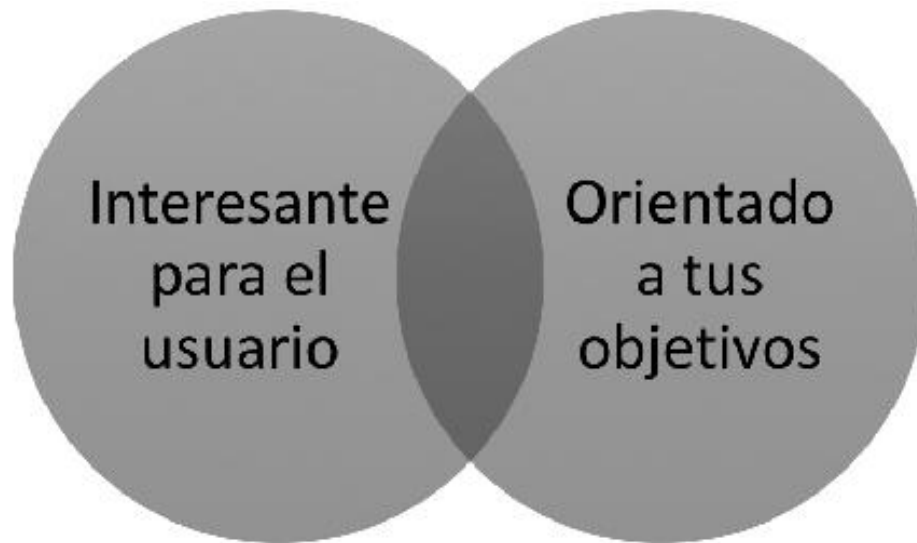 Interesante
para el
usuario
Orientado
a tus
objetivos